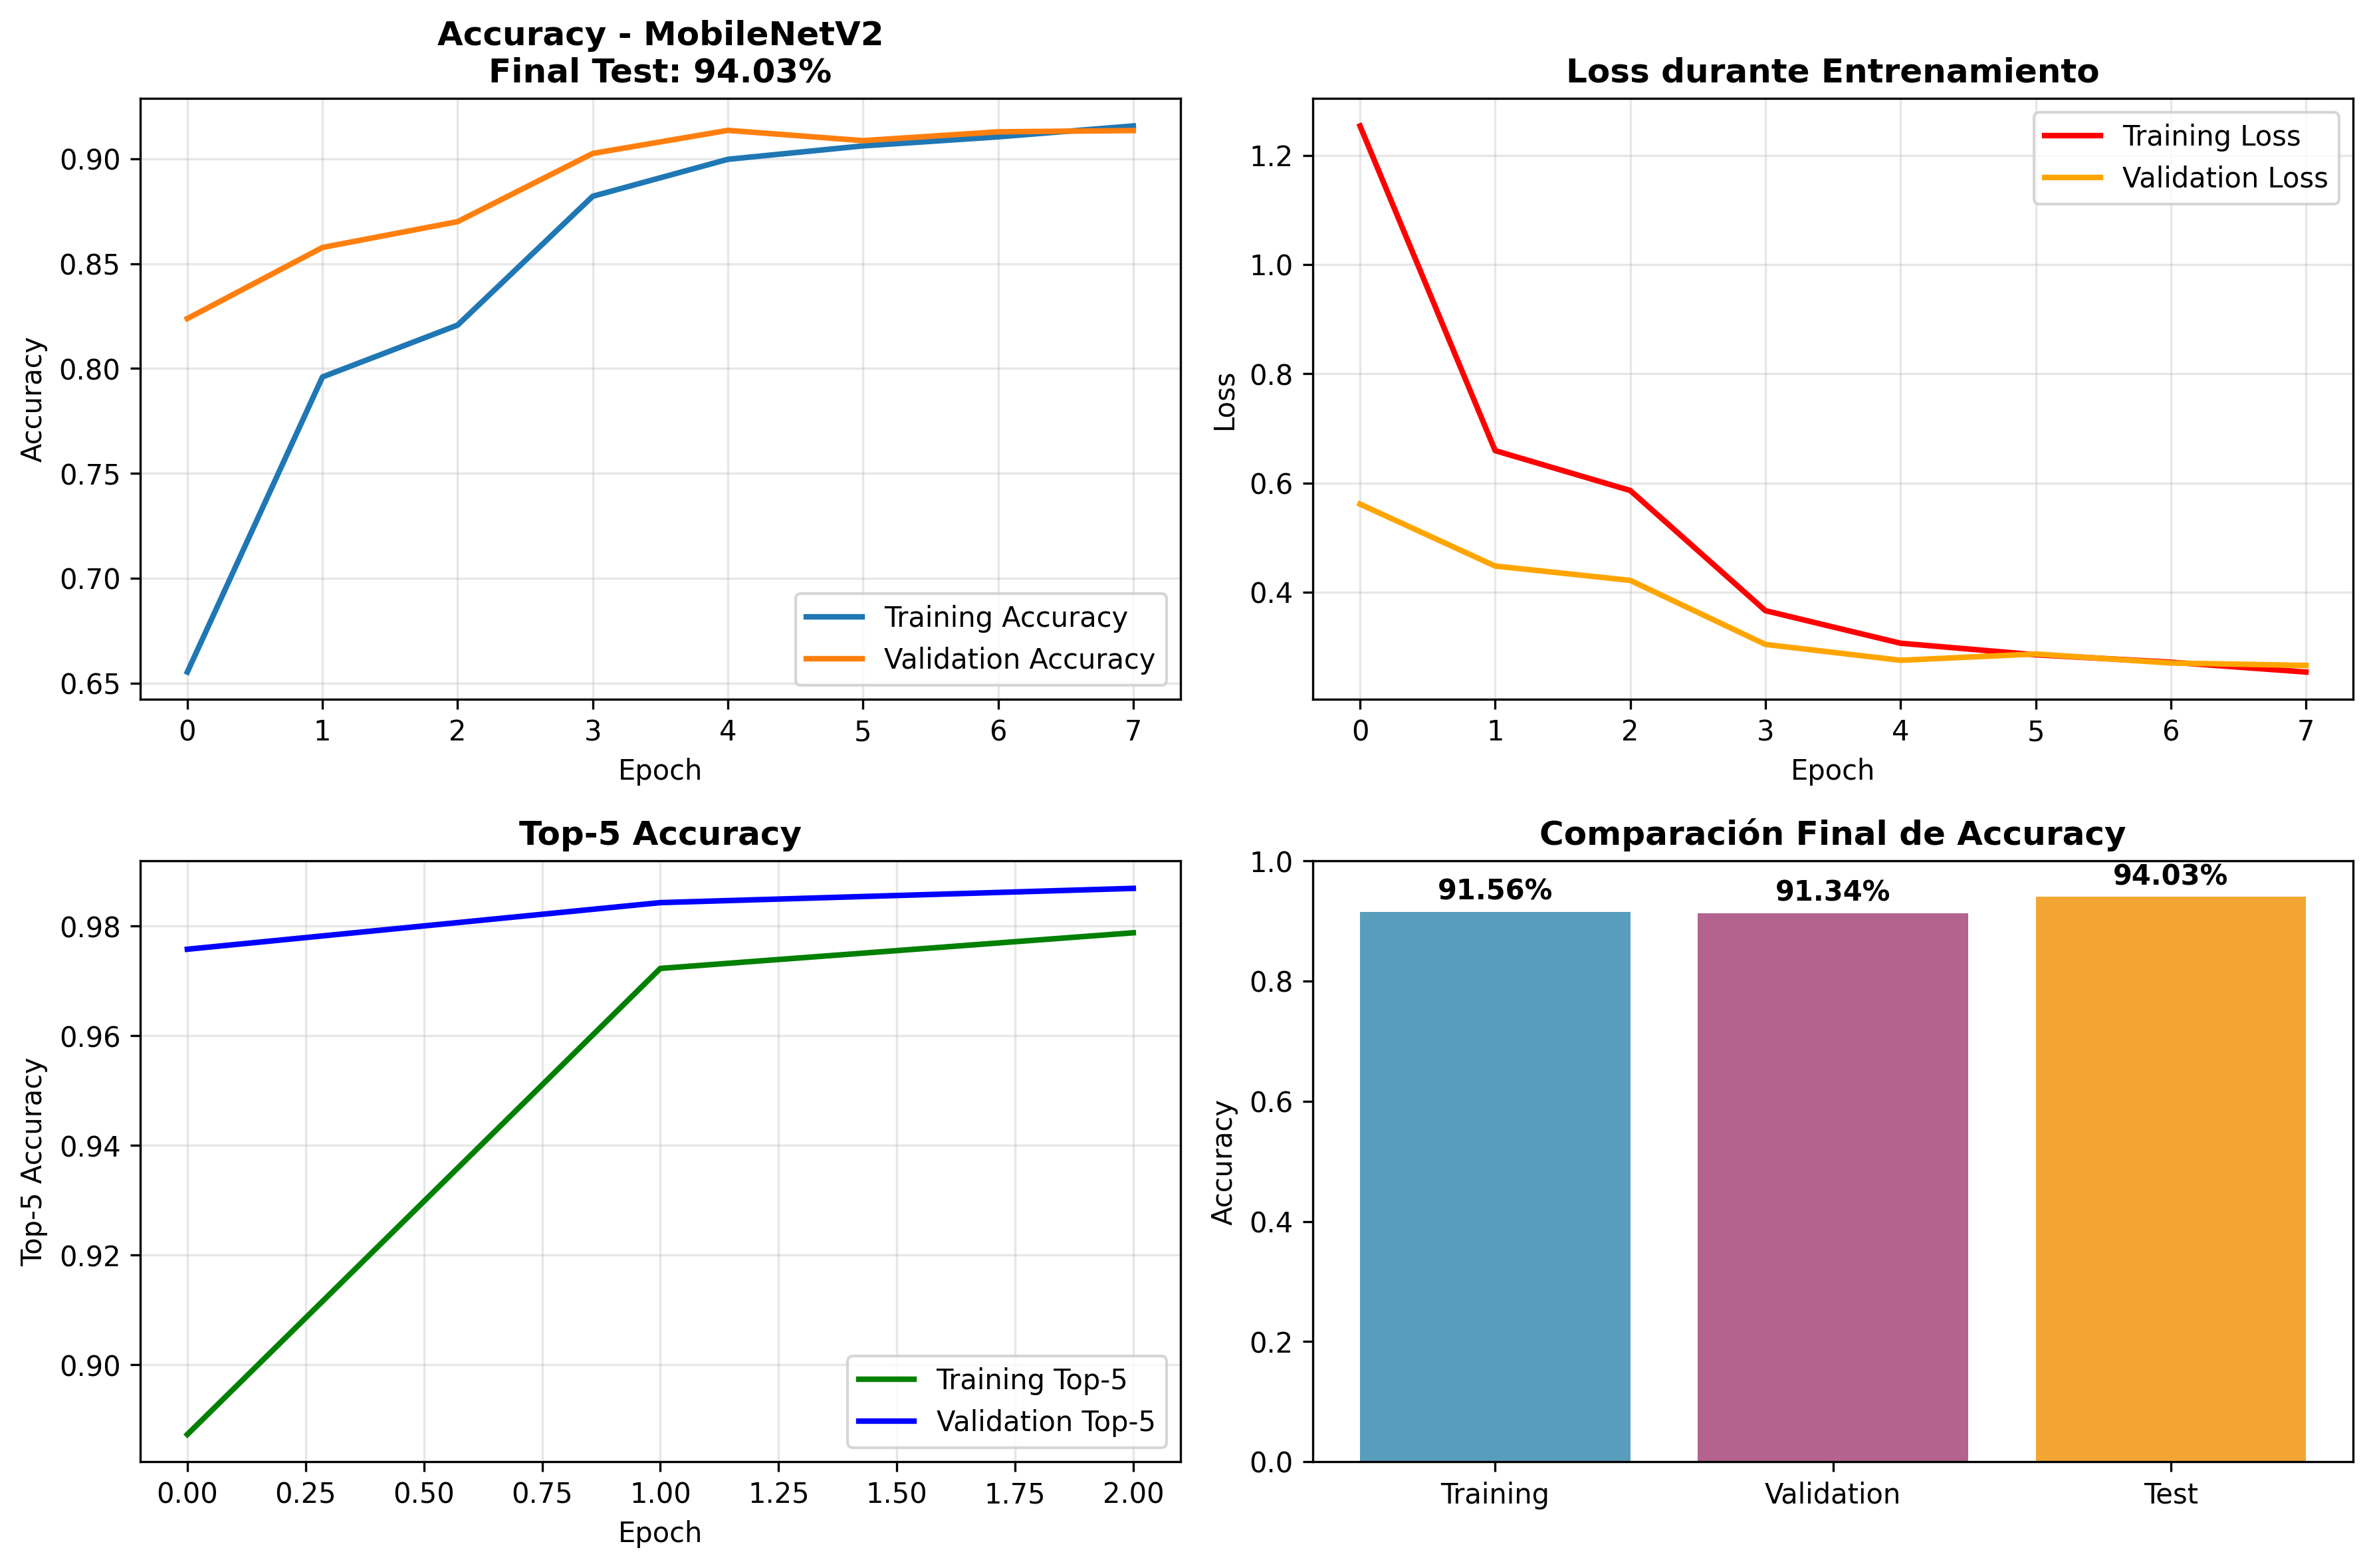 Accuracy - MobileNetV2
Final Test: 94.03%
Accuracy
0.90
0.85
0.80
0.75
0.70
0.65
Training Accuracy
Validation Accuracy
0 1 2 3 4 5 6 7
Epoch
Loss durante Entrenamiento
Loss
1.2
1.0
0.8
0.6
0.4
Training Loss
Validation Loss
0 1 2 3 4 5 6 7
Epoch
Top-5 Accuracy
Top-5 Accuracy
0.98
0.96
0.94
0.92
0.90
Training Top-5
Validation Top-5
0.00 0.25 0.50 0.75 1.00 1.25 1.50 1.75 2.00
Epoch
Comparación Final de Accuracy
Accuracy
1.0
0.8
0.6
0.4
0.2
0.0
91.56% 91.34% 94.03%
Training Validation Test